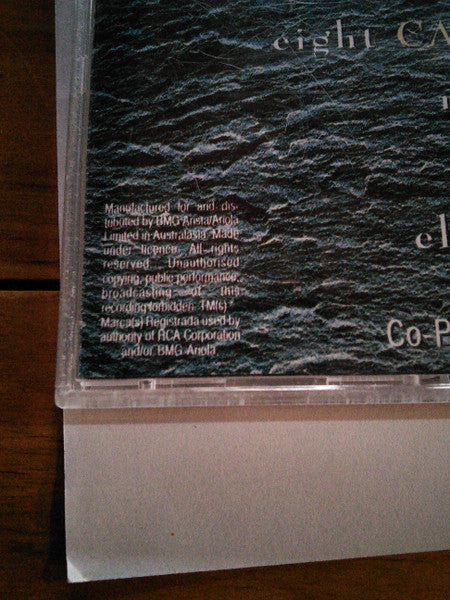 eight CA
el
Manufactured for and dis-
tributed by BMG Arista/Ariola
Limited in Australasia. Made
under licence. All rights
reserved. Unauthorised
copying, public performance,
broadcasting of this
recording forbidden. TM(s) -
Marca(s) Registrada used by
authority of RCA Corporation
and/or BMG Ariola.
Co-P